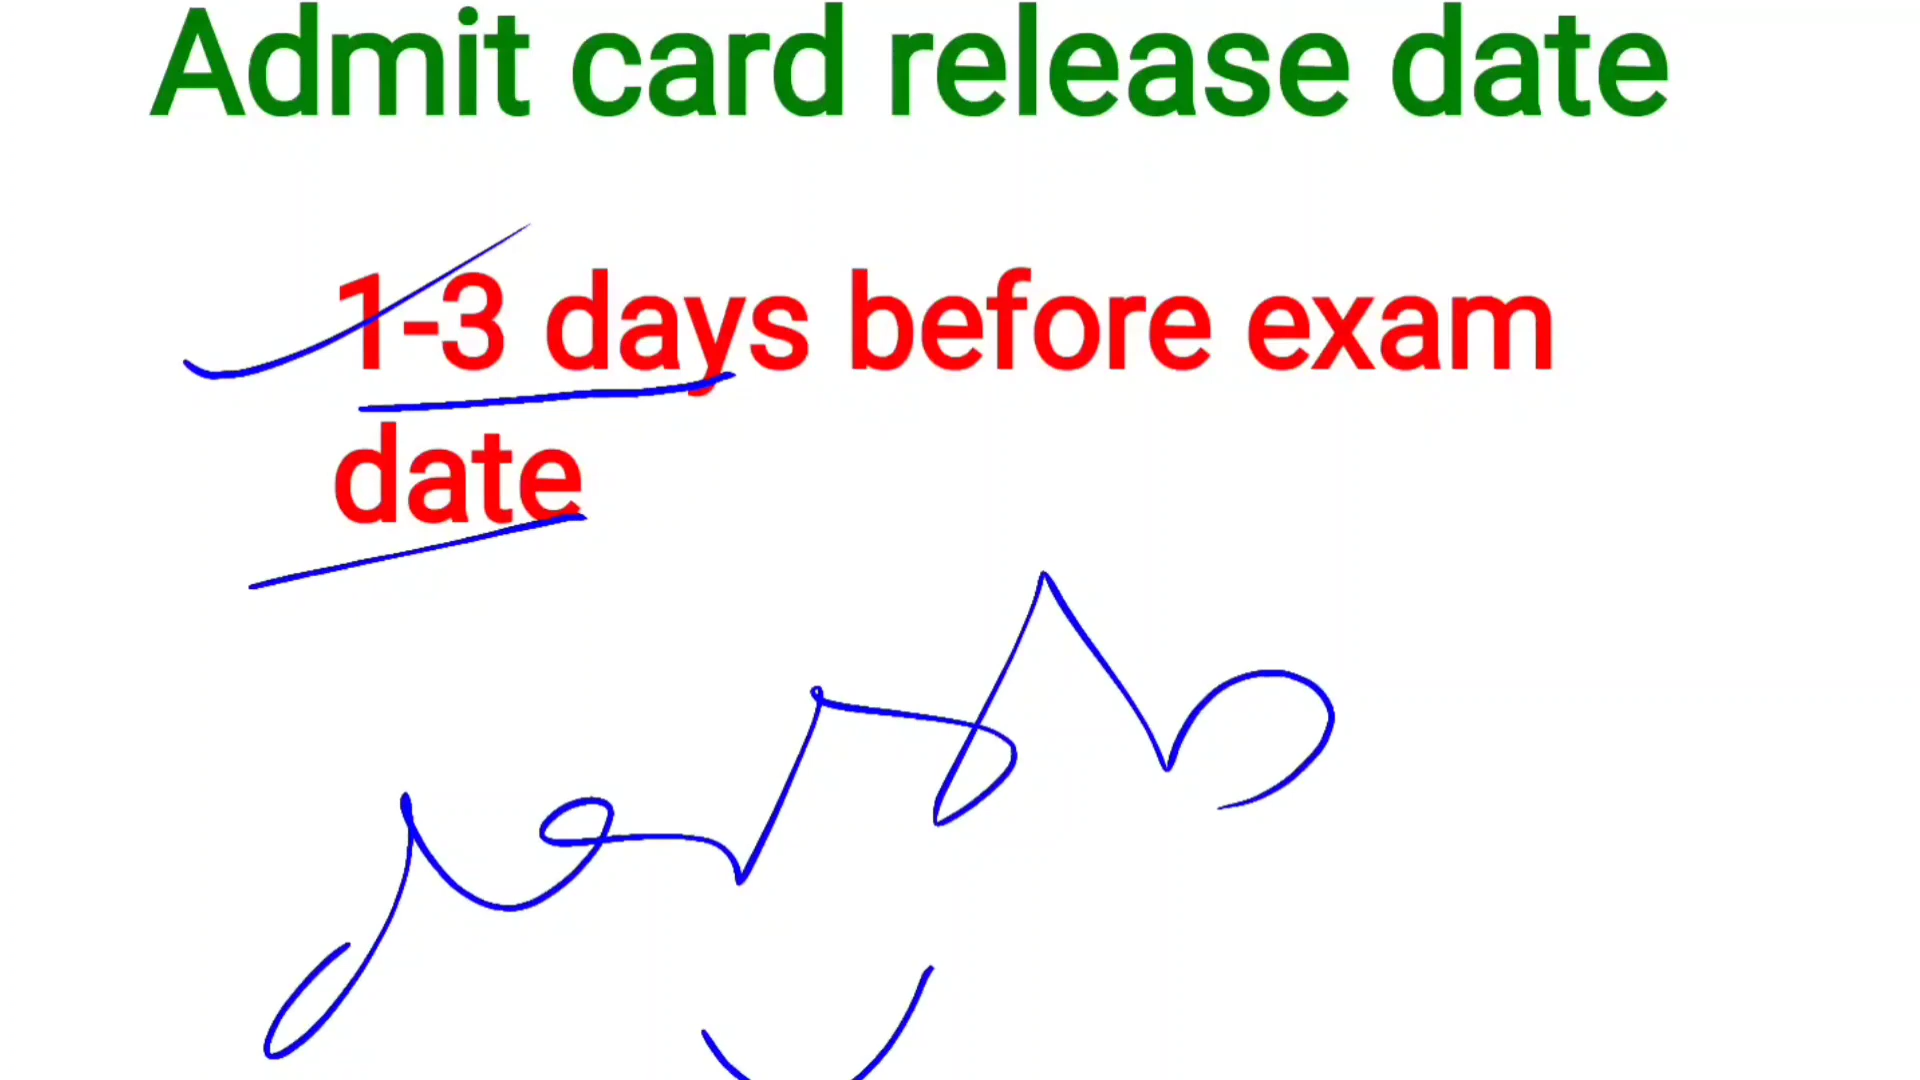 Admit card release date
1-3 days before exam
date